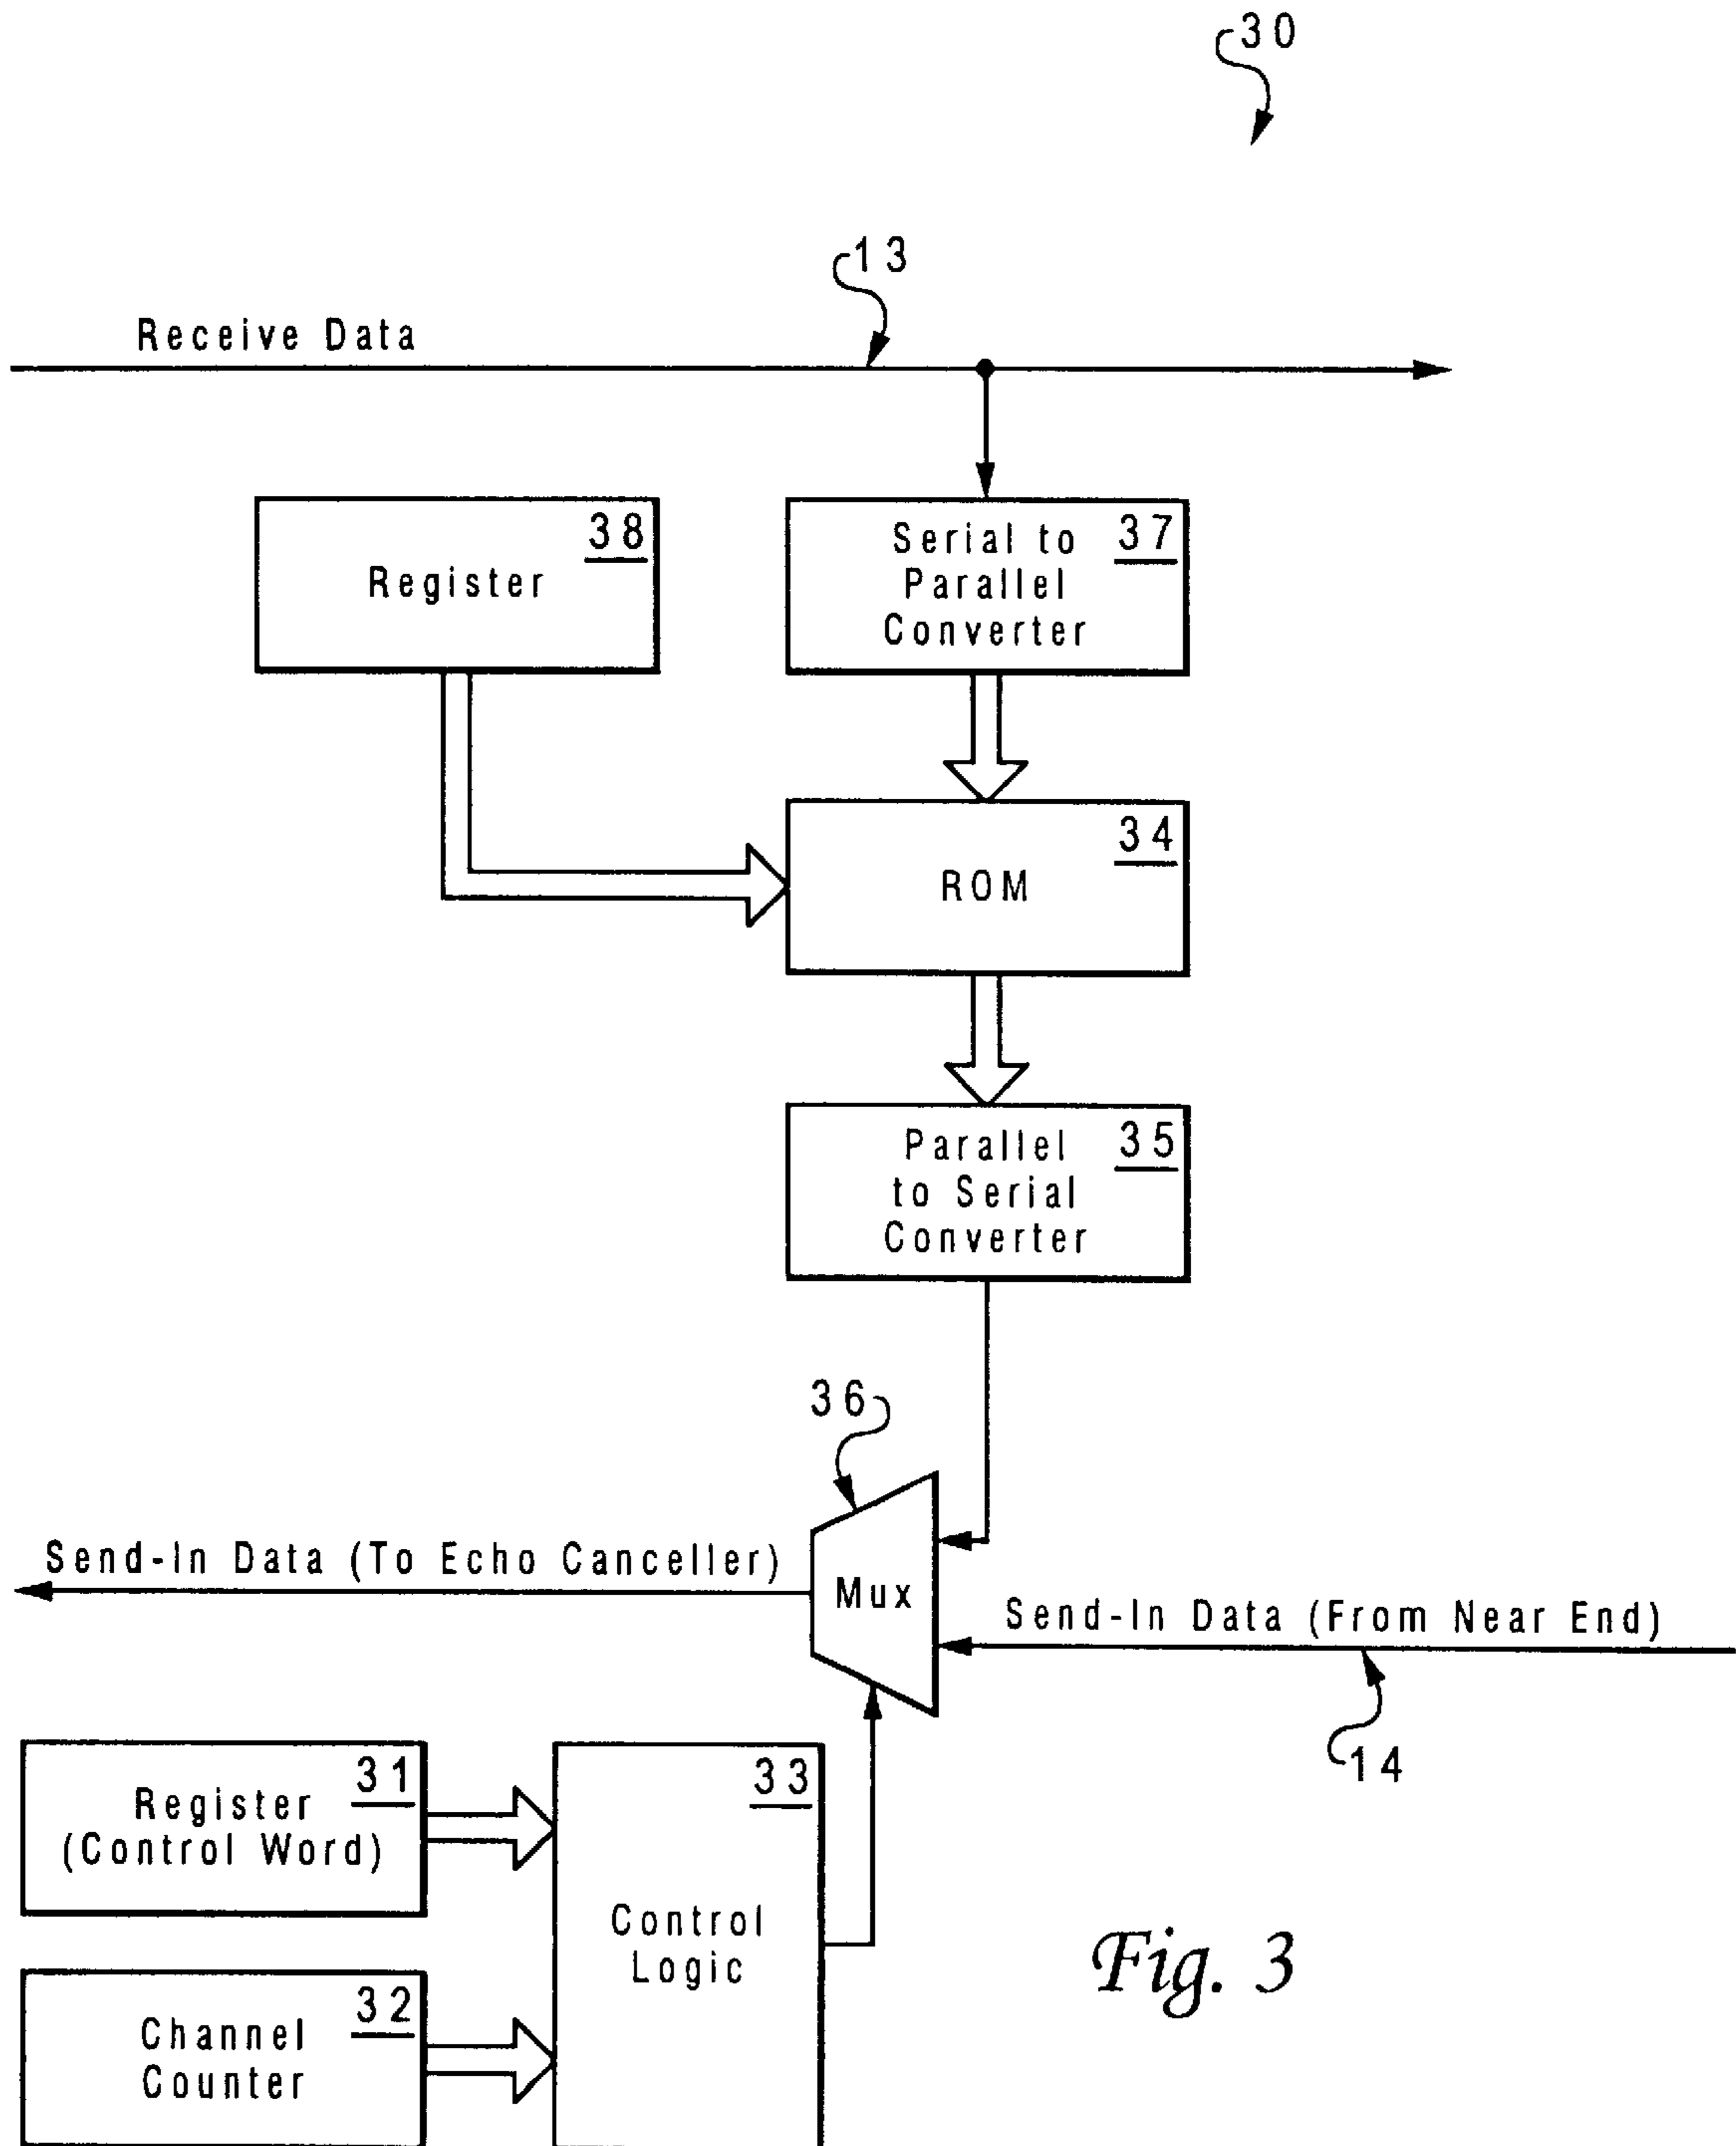 30
13
Receive Data
38
Register
37
Serial to
Parallel
Converter
34
ROM
35
Parallel
to Serial
Converter
36
Send-In Data (To Echo Canceller)
Mux
Send-In Data (From Near End)
14
31
Register
(Control Word)
33
Control
Logic
32
Channel
Counter
Fig. 3